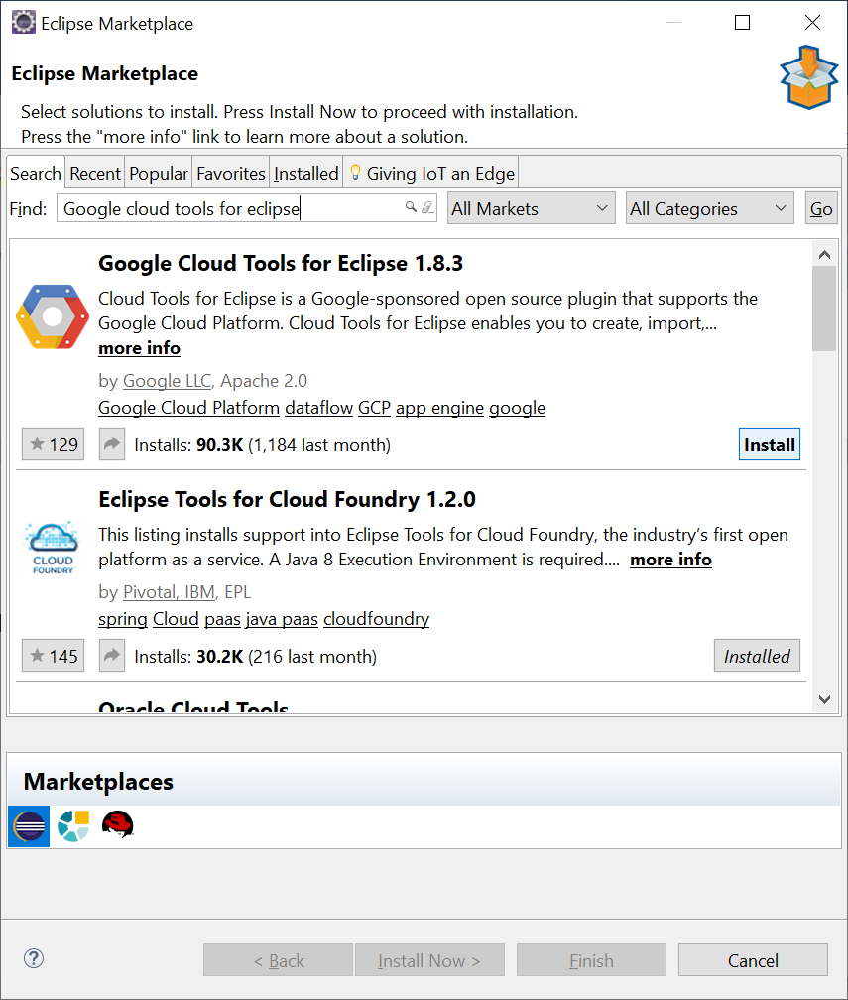 Eclipse Marketplace
Eclipse Marketplace
Select solutions to install. Press Install Now to proceed with installation.
Press the "more info" link to learn more about a solution.
Search Recent Popular Favorites Installed Giving IoT an Edge
Find: Google cloud tools for eclipse All Markets All Categories Go
Google Cloud Tools for Eclipse 1.8.3
Cloud Tools for Eclipse is a Google-sponsored open source plugin that supports the
Google Cloud Platform. Cloud Tools for Eclipse enables you to create, import,...
more info
by Google LLC, Apache 2.0
Google Cloud Platform dataflow GCP app engine google
129 Installs: 90.3K (1,184 last month) Install
Eclipse Tools for Cloud Foundry 1.2.0
This listing installs support into Eclipse Tools for Cloud Foundry, the industry’s first open
platform as a service. A Java 8 Execution Environment is required.... more info
CLOUD
FOUNDRY
by Pivotal, IBM, EPL
spring Cloud paas java paas cloudfoundry
145 Installs: 30.2K (216 last month) Installed
Oracle Cloud Tools
Marketplaces
? < Back Install Now > Finish Cancel